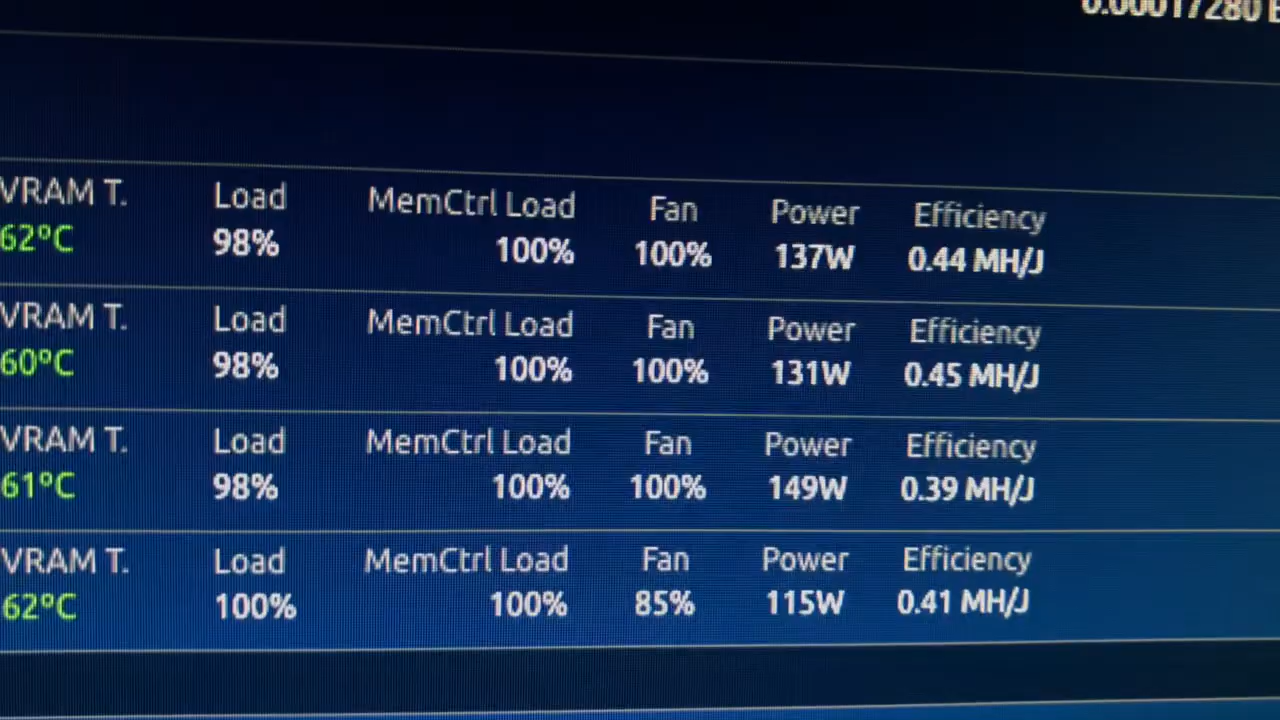 0.00017280
VRAM T. Load MemCtrl Load Fan Power Efficiency
62°C 98% 100% 100% 137W 0.44 MH/J
VRAM T. Load MemCtrl Load Fan Power Efficiency
60°C 98% 100% 100% 131W 0.45 MH/J
VRAM T. Load MemCtrl Load Fan Power Efficiency
61°C 98% 100% 100% 149W 0.39 MH/J
VRAM T. Load MemCtrl Load Fan Power Efficiency
62°C 100% 100% 85% 115W 0.41 MH/J